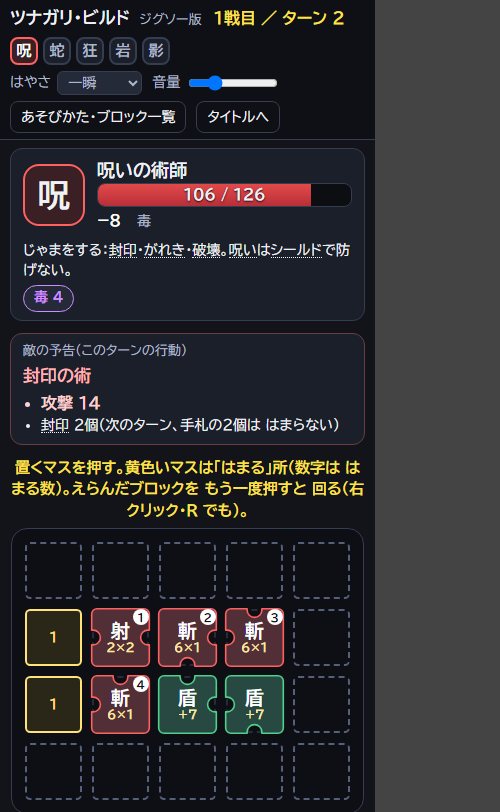 ツナガリ・ビルド ジグソー版 1戦目 ／ ターン 2
呪 蛇 狂 岩 影
はやさ 一瞬 音量
あそびかた・ブロック一覧 タイトルへ
呪 呪いの術師
106 / 126
−8 毒
じゃまをする：封印・がれき・破壊。呪いはシールドで防
げない。
毒 4
敵の予告（このターンの行動）
封印の術
• 攻撃 14
• 封印 2個（次のターン、手札の2個は はまらない）
置くマスを押す。黄色いマスは「はまる」所（数字は は
まる数）。えらんだブロックを もう一度押すと 回る（右
クリック・R でも）。
1 射 1 斬 2 斬 3
2×2 6×1 6×1
1 斬 4 盾 盾
6×1 +7 +7